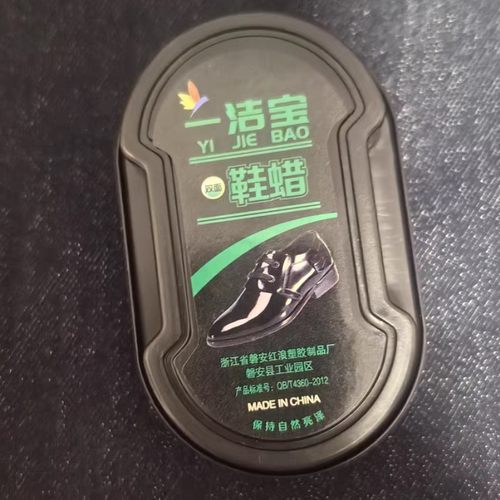 一洁宝
YI JIE BAO
双面 鞋蜡
浙江省磐安红浪塑胶制品厂
磐安县工业园区
产品标准号：QB/T4360-2012
MADE IN CHINA
保持自然亮泽